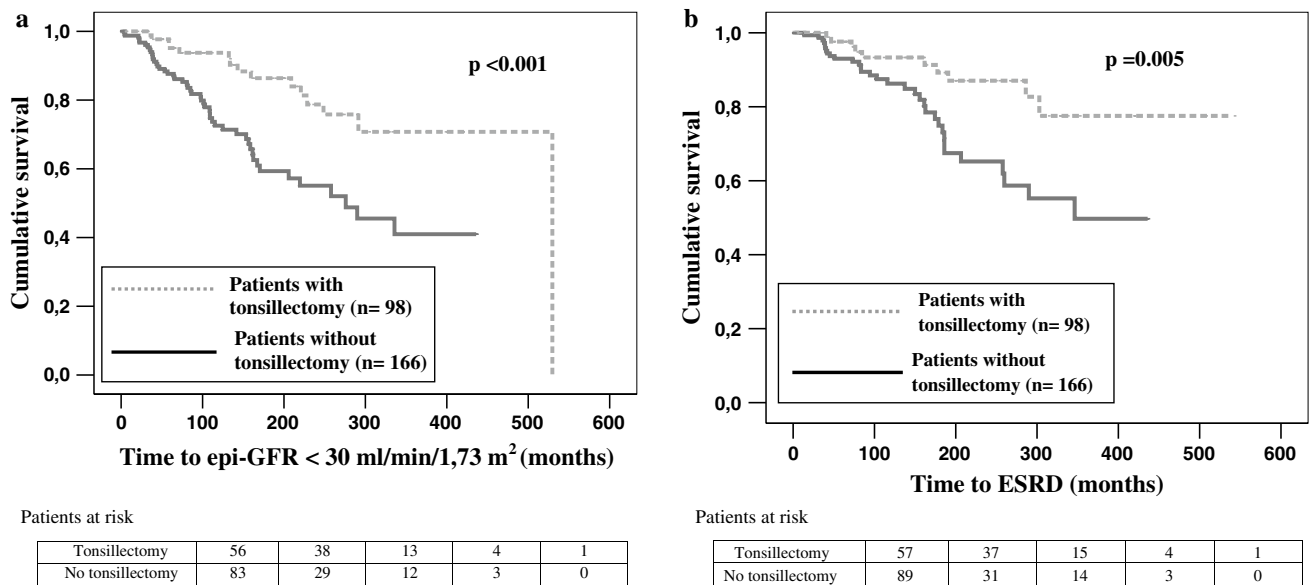 a
1,0
0,8
0,6
0,4
0,2
0,0
Cumulative survival
p <0.001
Patients with
tonsillectomy (n= 98)
Patients without
tonsillectomy (n= 166)
0 100 200 300 400 500 600
Time to epi-GFR < 30 ml/min/1,73 m² (months)
Patients at risk
Tonsillectomy 56 38 13 4 1
No tonsillectomy 83 29 12 3 0
b
1,0
0,8
0,6
0,4
0,2
0,0
Cumulative survival
p =0.005
Patients with
tonsillectomy (n= 98)
Patients without
tonsillectomy (n= 166)
0 100 200 300 400 500 600
Time to ESRD (months)
Patients at risk
Tonsillectomy 57 37 15 4 1
No tonsillectomy 89 31 14 3 0